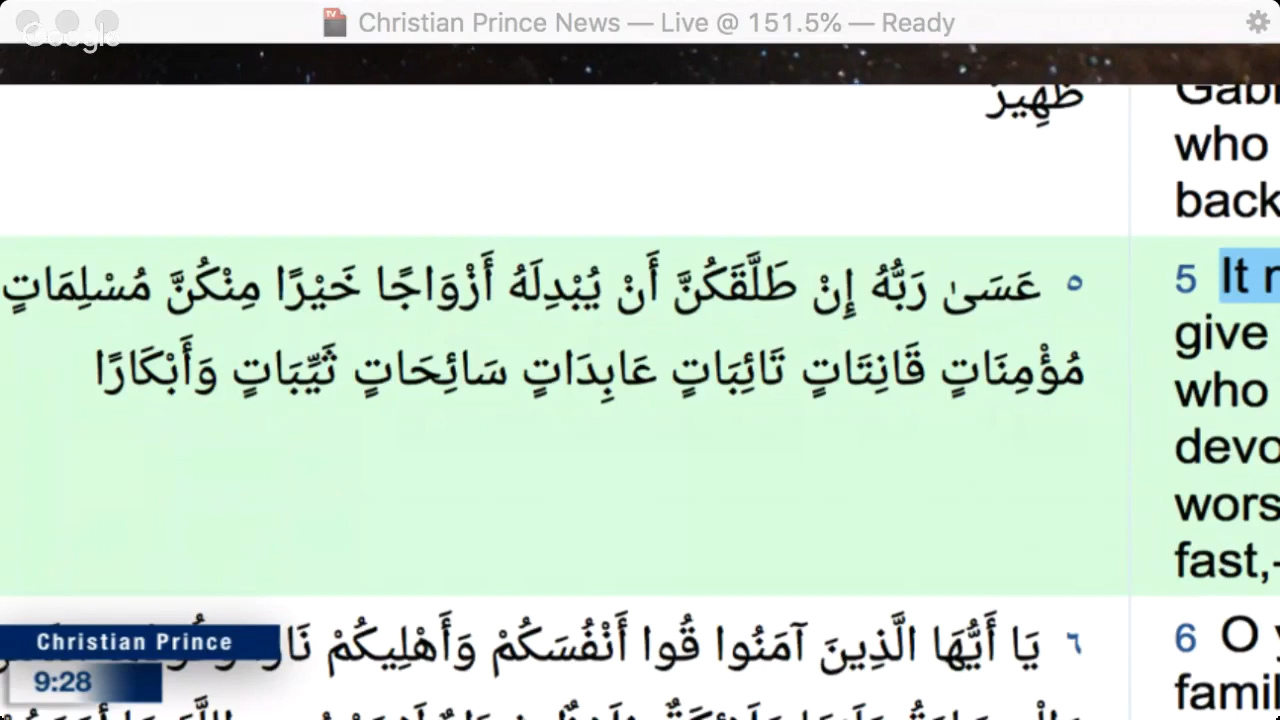 Christian Prince News — Live @ 151.5% — Ready
Google
ظَهِيرٌ
who
back
٥ عَسَىٰ رَبُّهُ إِنْ طَلَّقَكُنَّ أَنْ يُبْدِلَهُ أَزْوَاجًا خَيْرًا مِنْكُنَّ مُسْلِمَاتٍ
مُؤْمِنَاتٍ قَانِتَاتٍ تَائِبَاتٍ عَابِدَاتٍ سَائِحَاتٍ ثَيِّبَاتٍ وَأَبْكَارًا
5 It
give
who
devo
wors
fast,-
٦ يَا أَيُّهَا الَّذِينَ آمَنُوا قُوا أَنْفُسَكُمْ وَأَهْلِيكُمْ
6 O
famil
Christian Prince
9:28